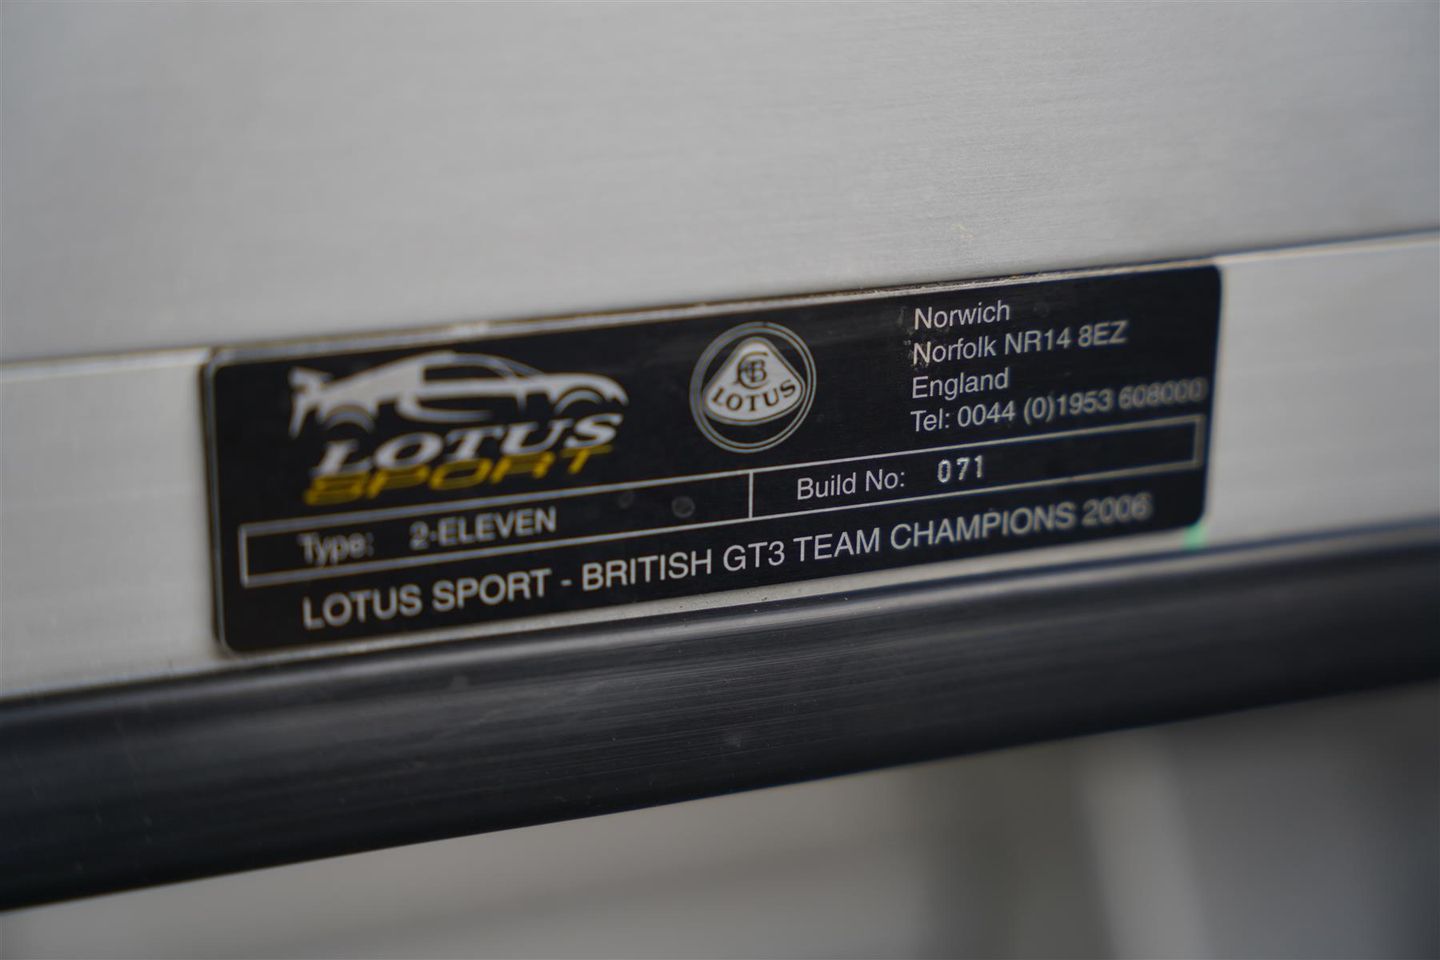 LOTUS
SPORT
ACBC
LOTUS
Norwich
Norfolk NR14 8EZ
England
Tel: 0044 (0)1953 608000
Type: 2-ELEVEN
Build No: 071
LOTUS SPORT - BRITISH GT3 TEAM CHAMPIONS 2006